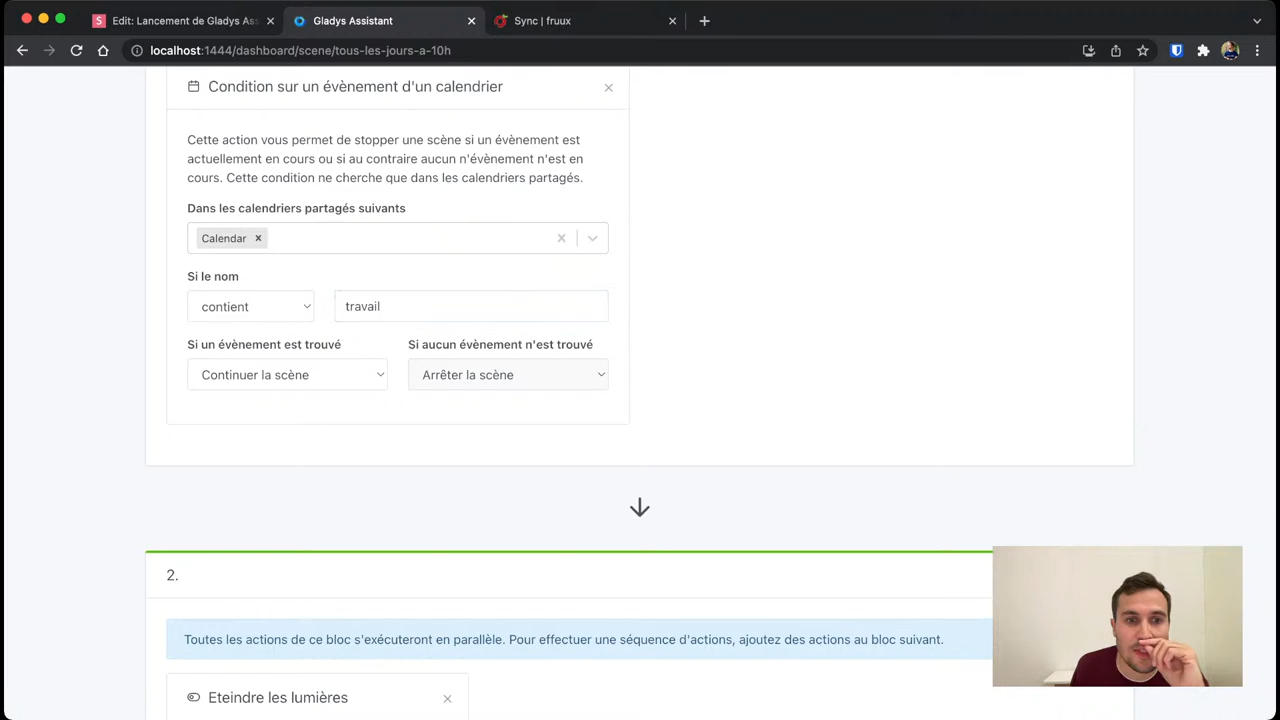 Edit: Lancement de Gladys Ass
Gladys Assistant
Sync | fruux
localhost:1444/dashboard/scene/tous-les-jours-a-10h
Condition sur un évènement d'un calendrier
Cette action vous permet de stopper une scène si un évènement est
actuellement en cours ou si au contraire aucun n'évènement n'est en
cours. Cette condition ne cherche que dans les calendriers partagés.
Dans les calendriers partagés suivants
Calendar
Si le nom
contient
travail
Si un évènement est trouvé
Si aucun évènement n'est trouvé
Continuer la scène
Arrêter la scène
2.
Toutes les actions de ce bloc s'exécuteront en parallèle. Pour effectuer une séquence d'actions, ajoutez des actions au bloc suivant.
Eteindre les lumières